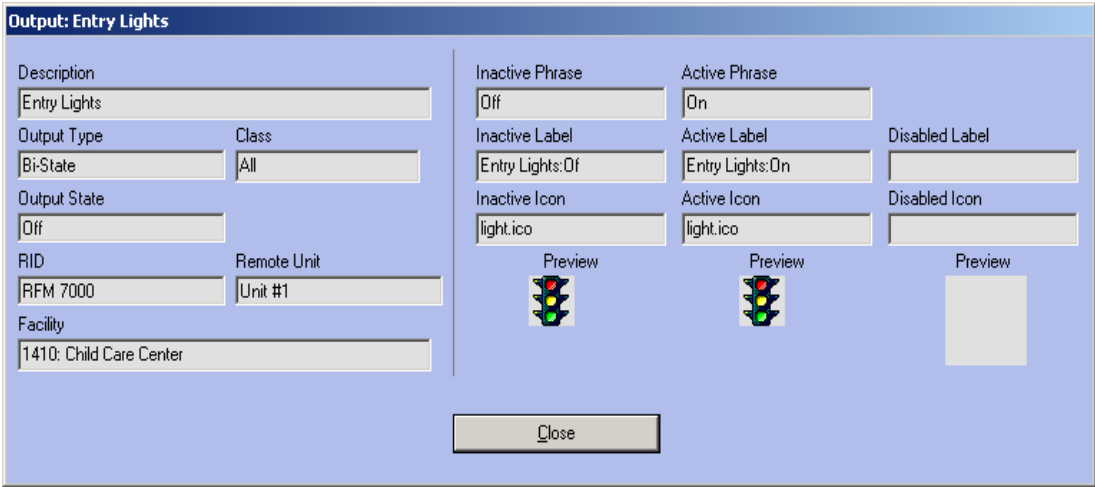 Output: Entry Lights
Description
Entry Lights
Output Type Class
Bi-State All
Output State
Off
RID Remote Unit
RFM 7000 Unit #1
Facility
1410: Child Care Center
Inactive Phrase Active Phrase
Off On
Inactive Label Active Label Disabled Label
Entry Lights:Of Entry Lights:On
Inactive Icon Active Icon Disabled Icon
light.ico light.ico
Preview Preview Preview
Close